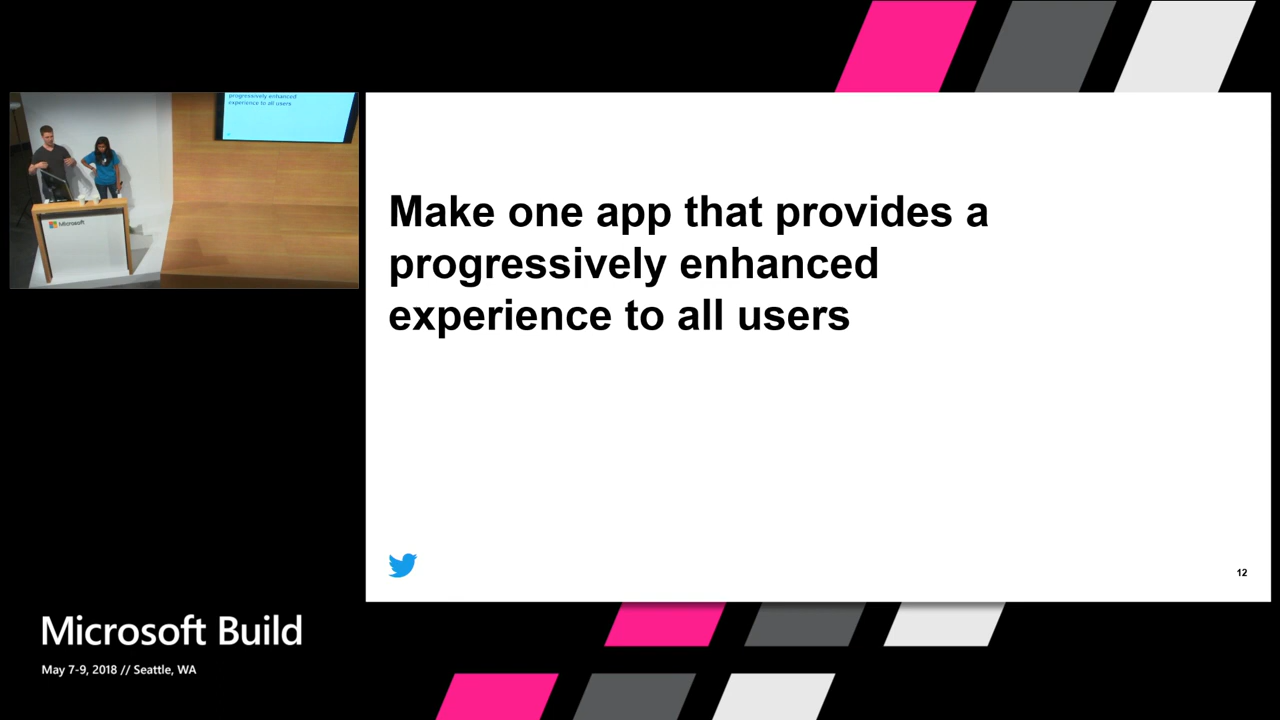 progressively enhanced
experience to all users
Microsoft
Make one app that provides a
progressively enhanced
experience to all users
12
Microsoft Build
May 7-9, 2018 // Seattle, WA